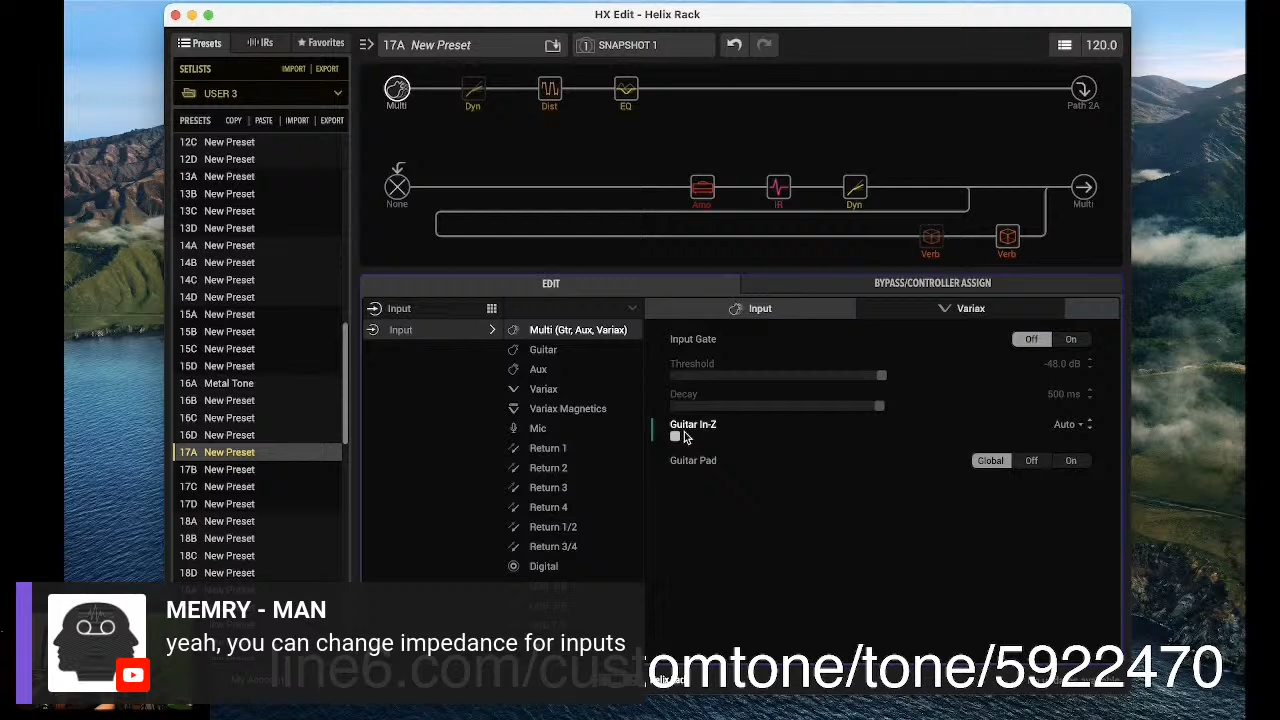 HX Edit - Helix Rack
Presets
IRs
Favorites
17A New Preset
1 SNAPSHOT 1
120.0
SETLISTS IMPORT | EXPORT
USER 3
PRESETS COPY | PASTE | IMPORT | EXPORT
12C New Preset
12D New Preset
13A New Preset
13B New Preset
13C New Preset
13D New Preset
14A New Preset
14B New Preset
14C New Preset
14D New Preset
15A New Preset
15B New Preset
15C New Preset
15D New Preset
16A Metal Tone
16B New Preset
16C New Preset
16D New Preset
17A New Preset
17B New Preset
17C New Preset
17D New Preset
18A New Preset
18B New Preset
18C New Preset
18D New Preset
Multi Dyn Dist EQ Path 2A
None Amp IR Dyn Multi
Verb Verb
EDIT BYPASS/CONTROLLER ASSIGN
Input
Input
Multi (Gtr, Aux, Variax)
Guitar
Aux
Variax
Variax Magnetics
Mic
Return 1
Return 2
Return 3
Return 4
Return 1/2
Return 3/4
Digital
Input Variax
Input Gate Off On
Threshold -48.0 dB
Decay 500 ms
Guitar In-Z Auto
Guitar Pad Global Off On
MEMRY - MAN
yeah, you can change impedance for inputs
line6.com/customtone/tone/5922470